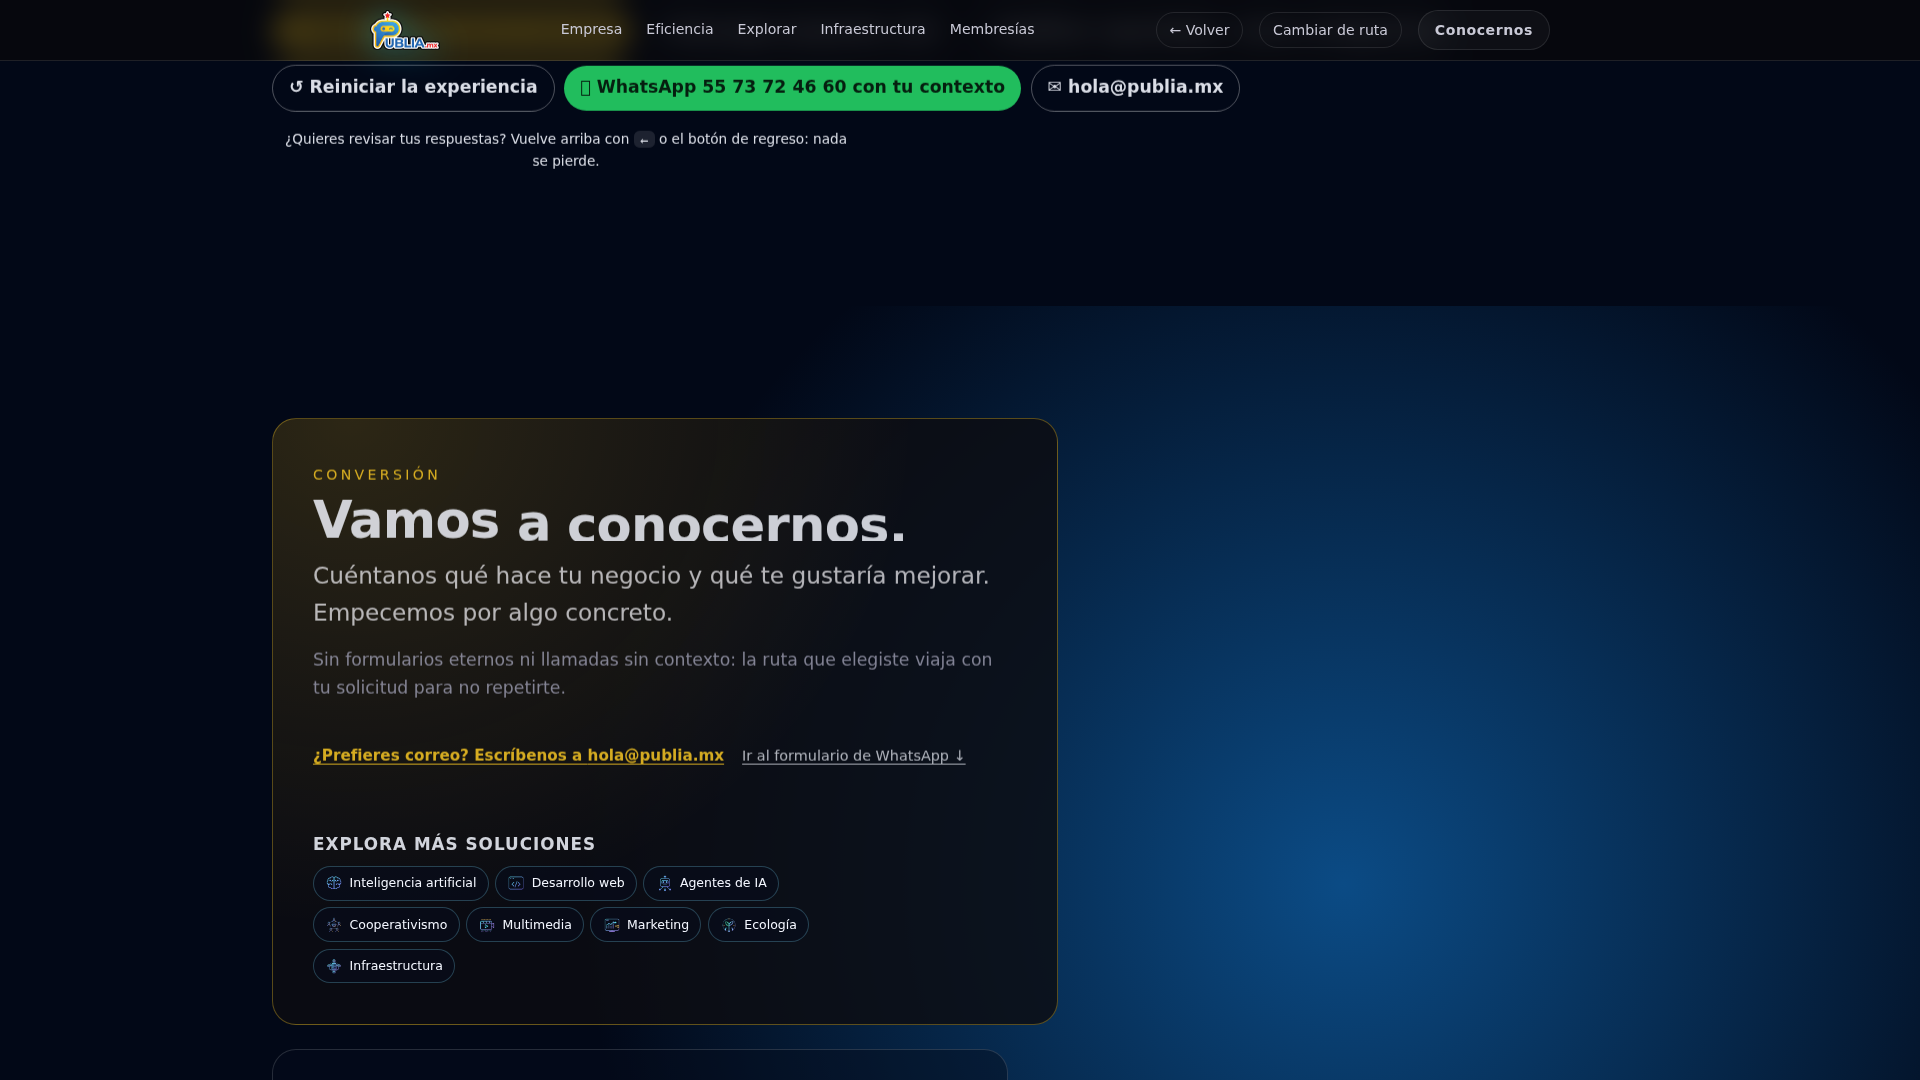 PUBLIA.mx
Empresa
Eficiencia
Explorar
Infraestructura
Membresías
← Volver
Cambiar de ruta
Conocernos
↺ Reiniciar la experiencia
WhatsApp 55 73 72 46 60 con tu contexto
✉ hola@publia.mx
¿Quieres revisar tus respuestas? Vuelve arriba con ← o el botón de regreso: nada
se pierde.
CONVERSIÓN
Vamos a conocernos.
Cuéntanos qué hace tu negocio y qué te gustaría mejorar.
Empecemos por algo concreto.
Sin formularios eternos ni llamadas sin contexto: la ruta que elegiste viaja con
tu solicitud para no repetirte.
¿Prefieres correo? Escríbenos a hola@publia.mx
Ir al formulario de WhatsApp ↓
EXPLORA MÁS SOLUCIONES
Inteligencia artificial
Desarrollo web
Agentes de IA
Cooperativismo
Multimedia
Marketing
Ecología
Infraestructura